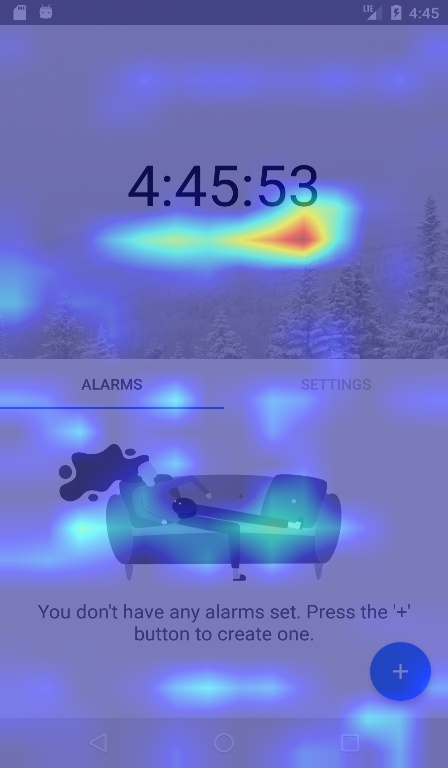 LTE 4:45
4:45:53
ALARMS SETTINGS
You don't have any alarms set. Press the '+'
button to create one.
+